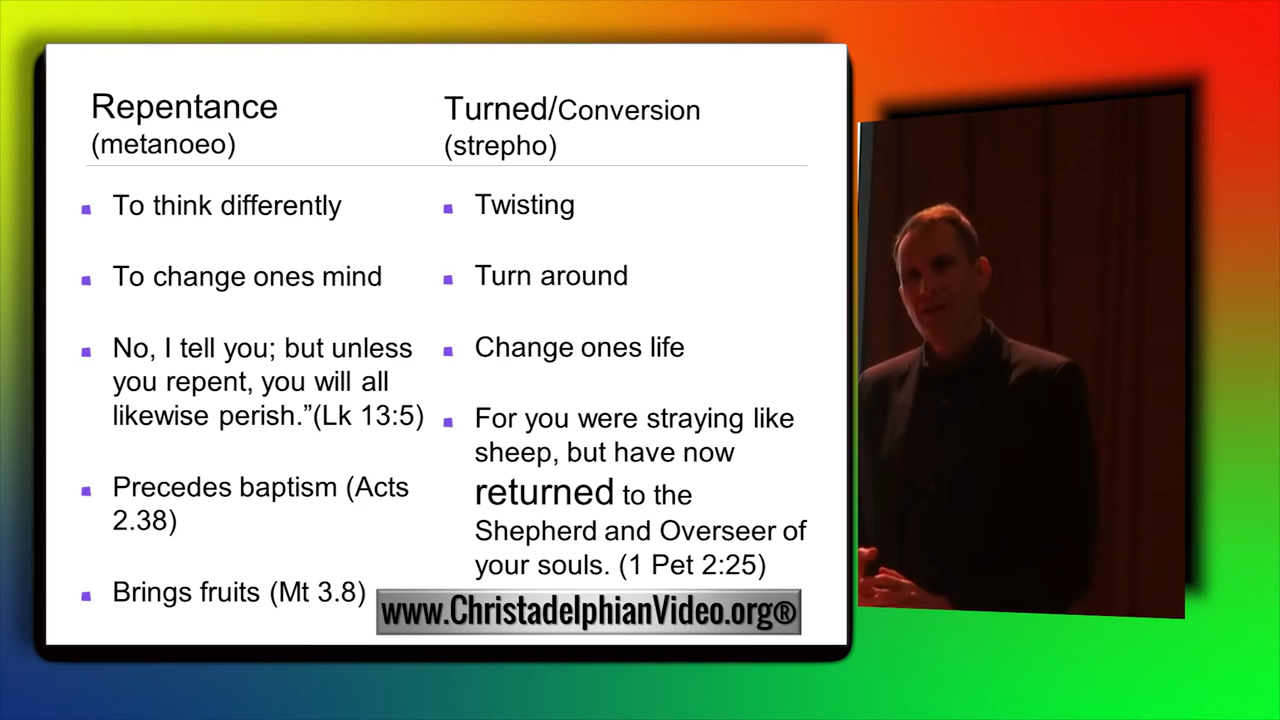 Repentance
(metanoeo)
To think differently
To change ones mind
No, I tell you; but unless
you repent, you will all
likewise perish.”(Lk 13:5)
Precedes baptism (Acts
2.38)
Brings fruits (Mt 3.8)
Turned/Conversion
(strepho)
Twisting
Turn around
Change ones life
For you were straying like
sheep, but have now
returned to the
Shepherd and Overseer of
your souls. (1 Pet 2:25)
www.ChristadelphianVideo.org®